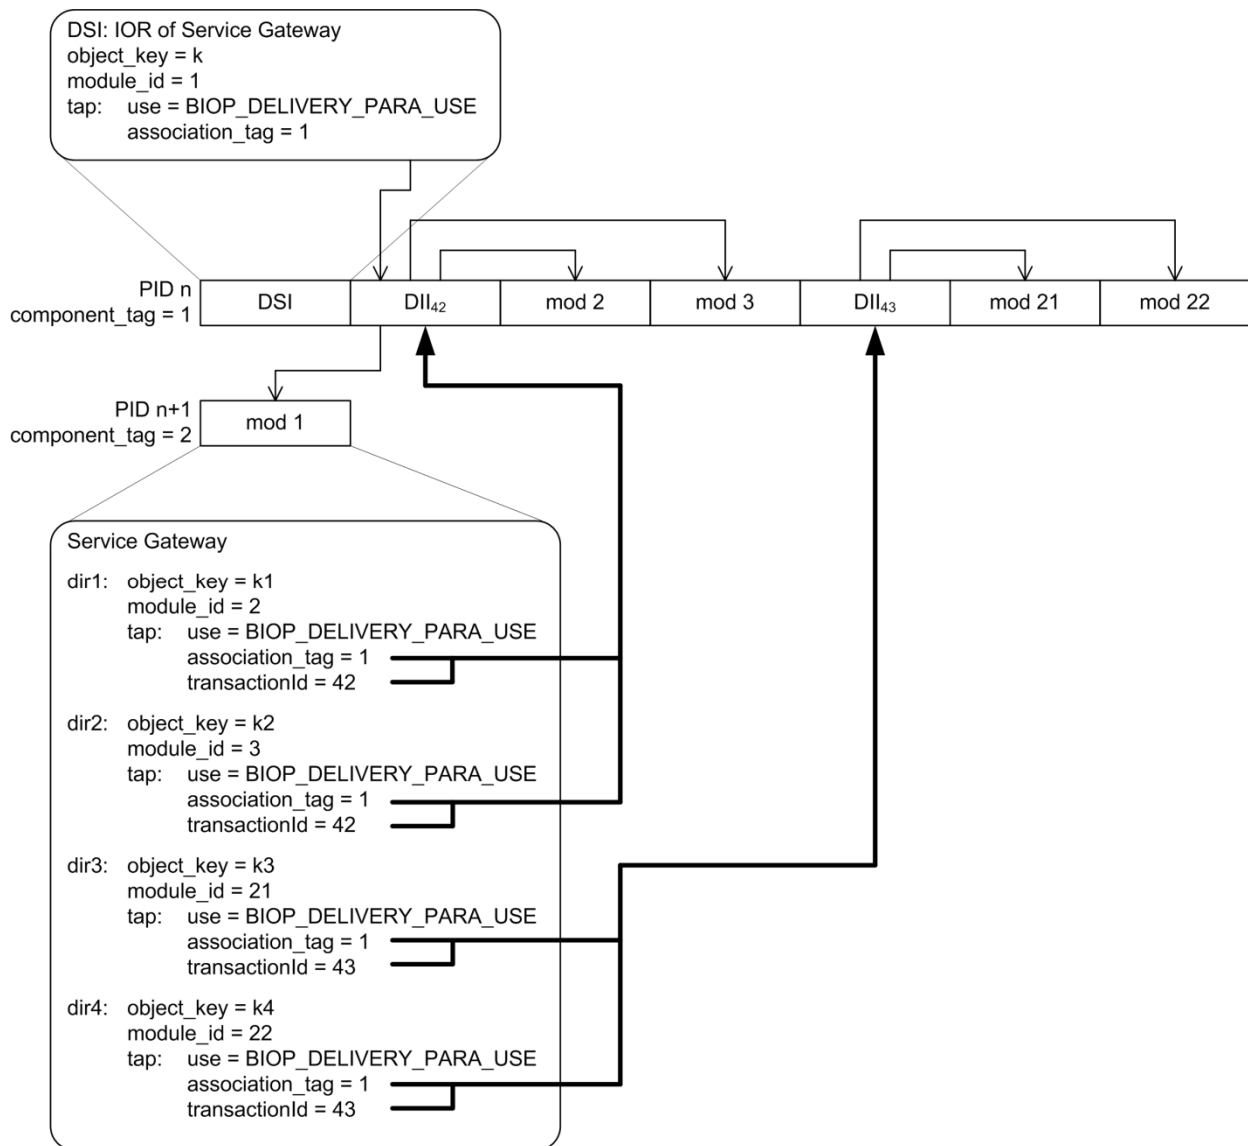 DSI: IOR of Service Gateway
object_key = k
module_id = 1
tap: use = BIOP_DELIVERY_PARA_USE
association_tag = 1
PID n
component_tag = 1
DSI
DII42
mod 2
mod 3
DII43
mod 21
mod 22
PID n+1
component_tag = 2
mod 1
Service Gateway
dir1: object_key = k1
module_id = 2
tap: use = BIOP_DELIVERY_PARA_USE
association_tag = 1
transactionId = 42
dir2: object_key = k2
module_id = 3
tap: use = BIOP_DELIVERY_PARA_USE
association_tag = 1
transactionId = 42
dir3: object_key = k3
module_id = 21
tap: use = BIOP_DELIVERY_PARA_USE
association_tag = 1
transactionId = 43
dir4: object_key = k4
module_id = 22
tap: use = BIOP_DELIVERY_PARA_USE
association_tag = 1
transactionId = 43